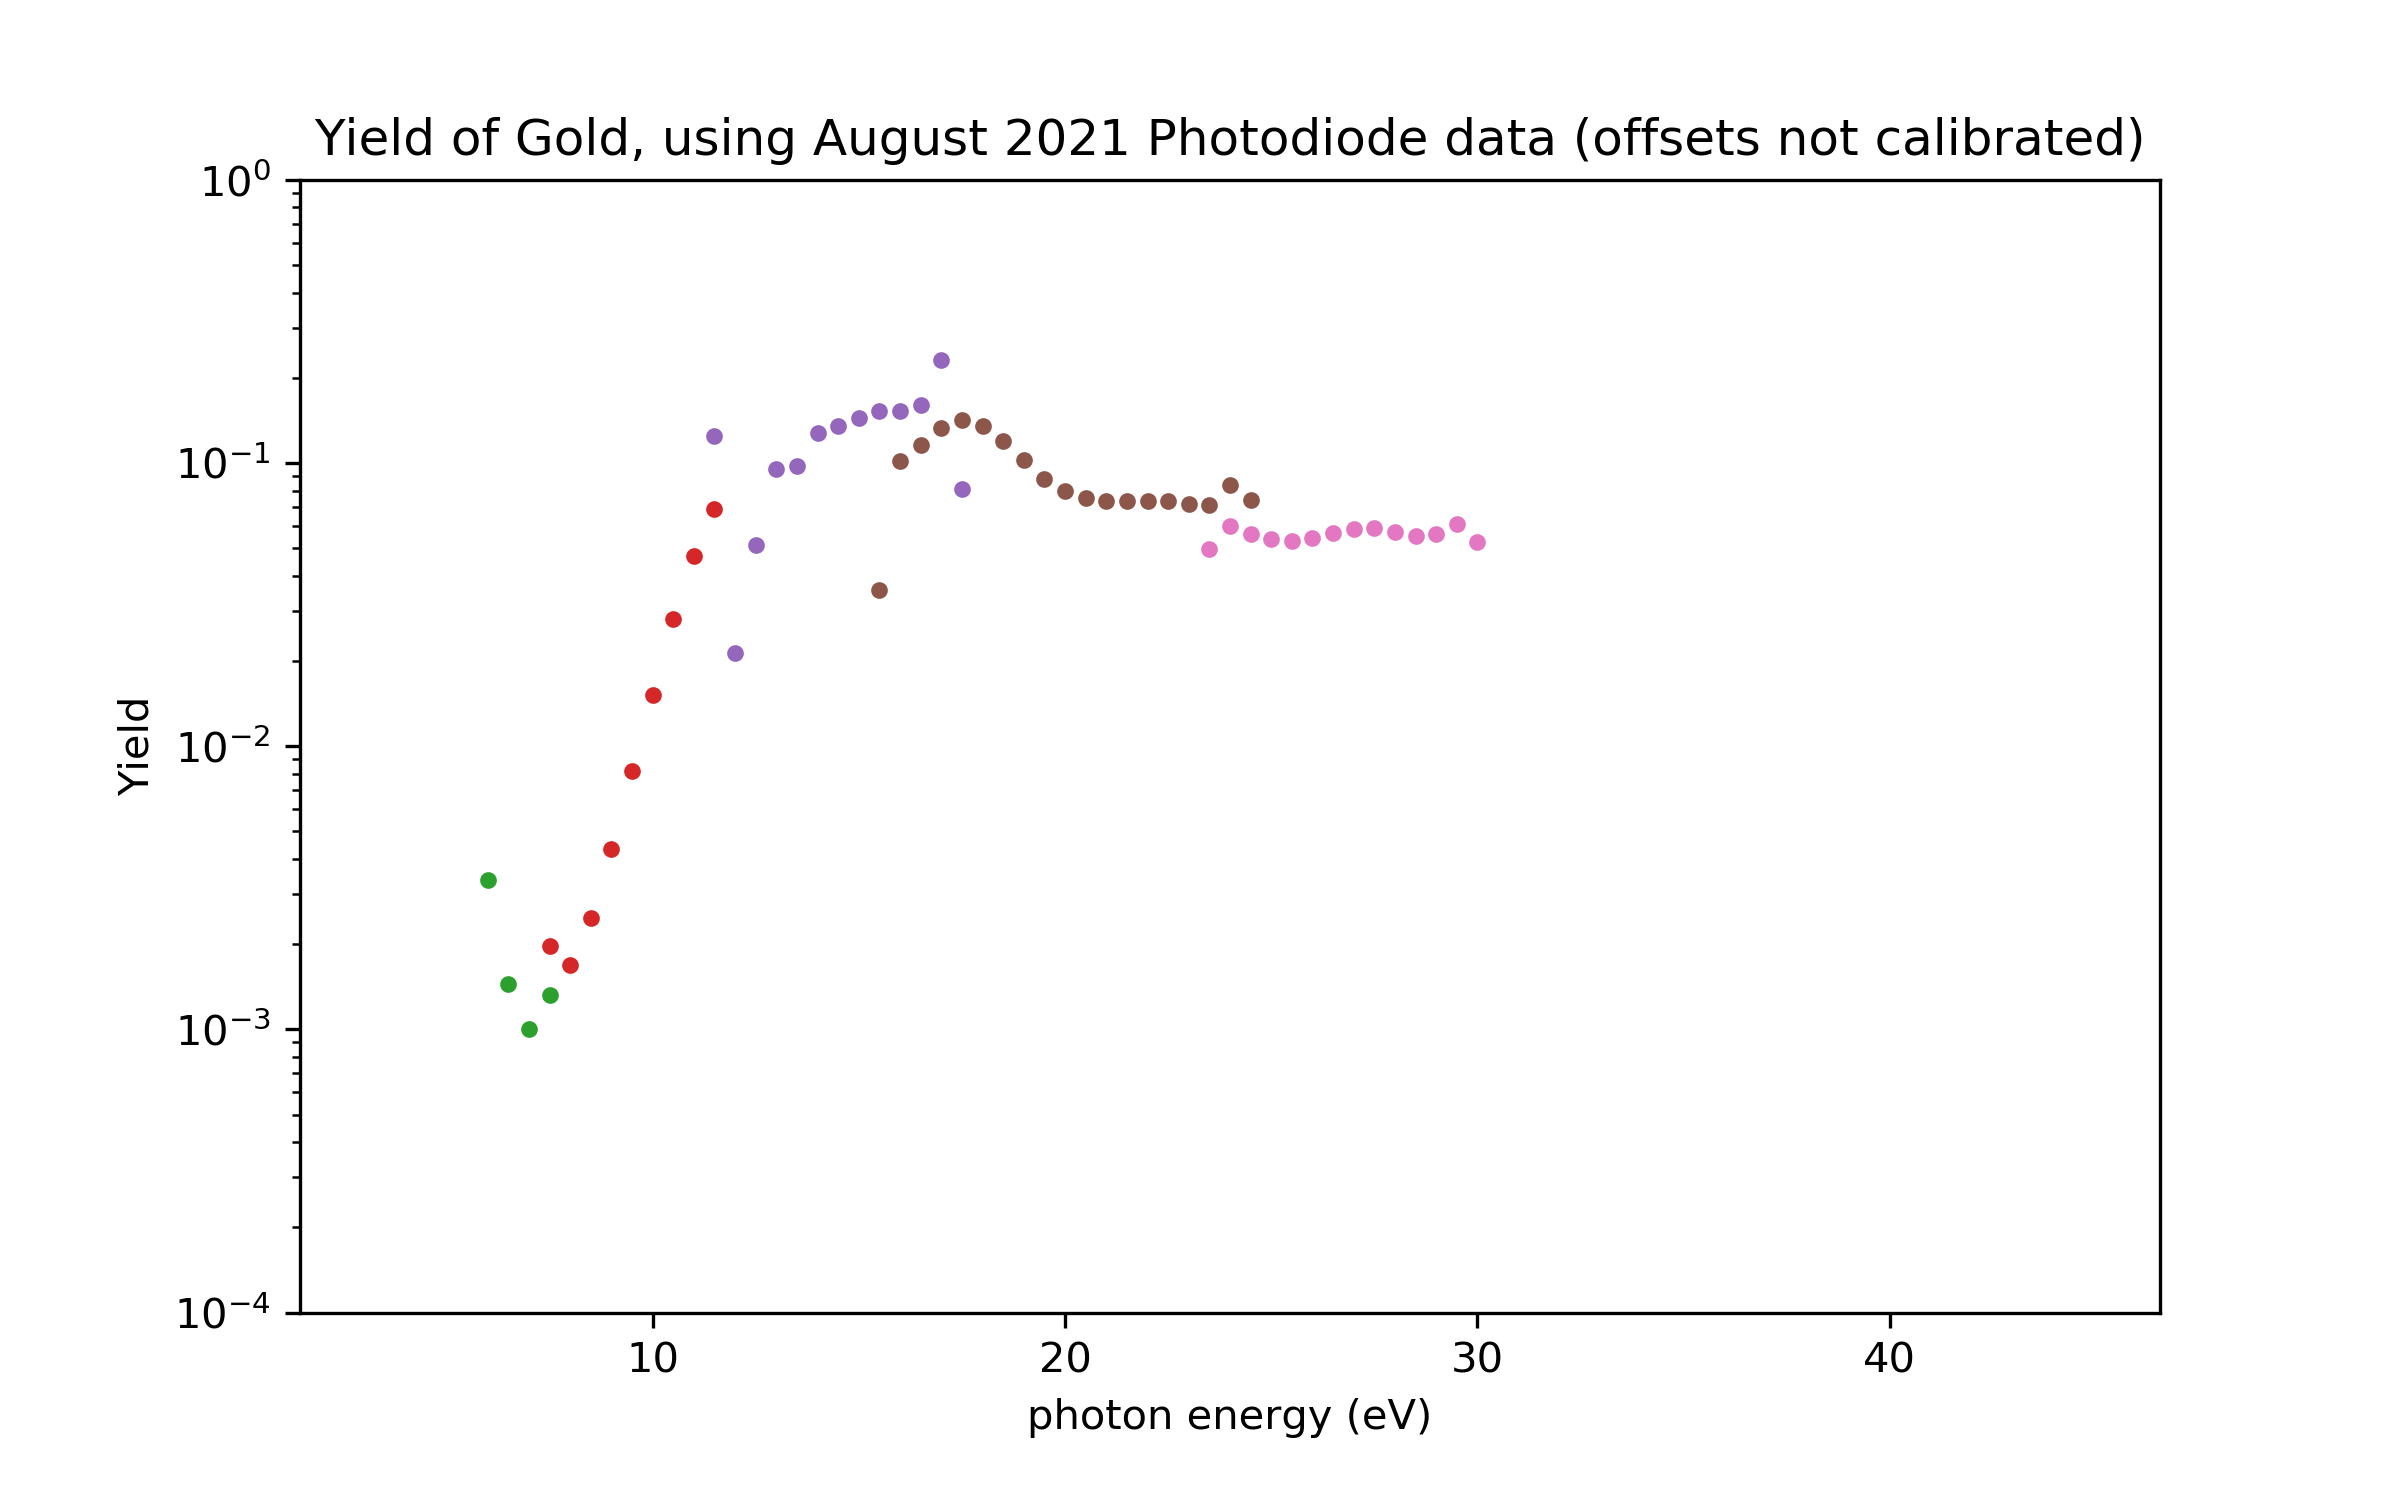 Yield of Gold, using August 2021 Photodiode data (offsets not calibrated)
10⁰
10⁻¹
10⁻²
10⁻³
10⁻⁴
Yield
10 20 30 40
photon energy (eV)